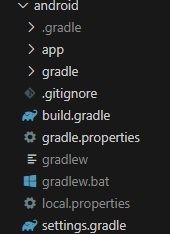 android
.gradle
app
gradle
.gitignore
build.gradle
gradle.properties
gradlew
gradlew.bat
local.properties
settings.gradle